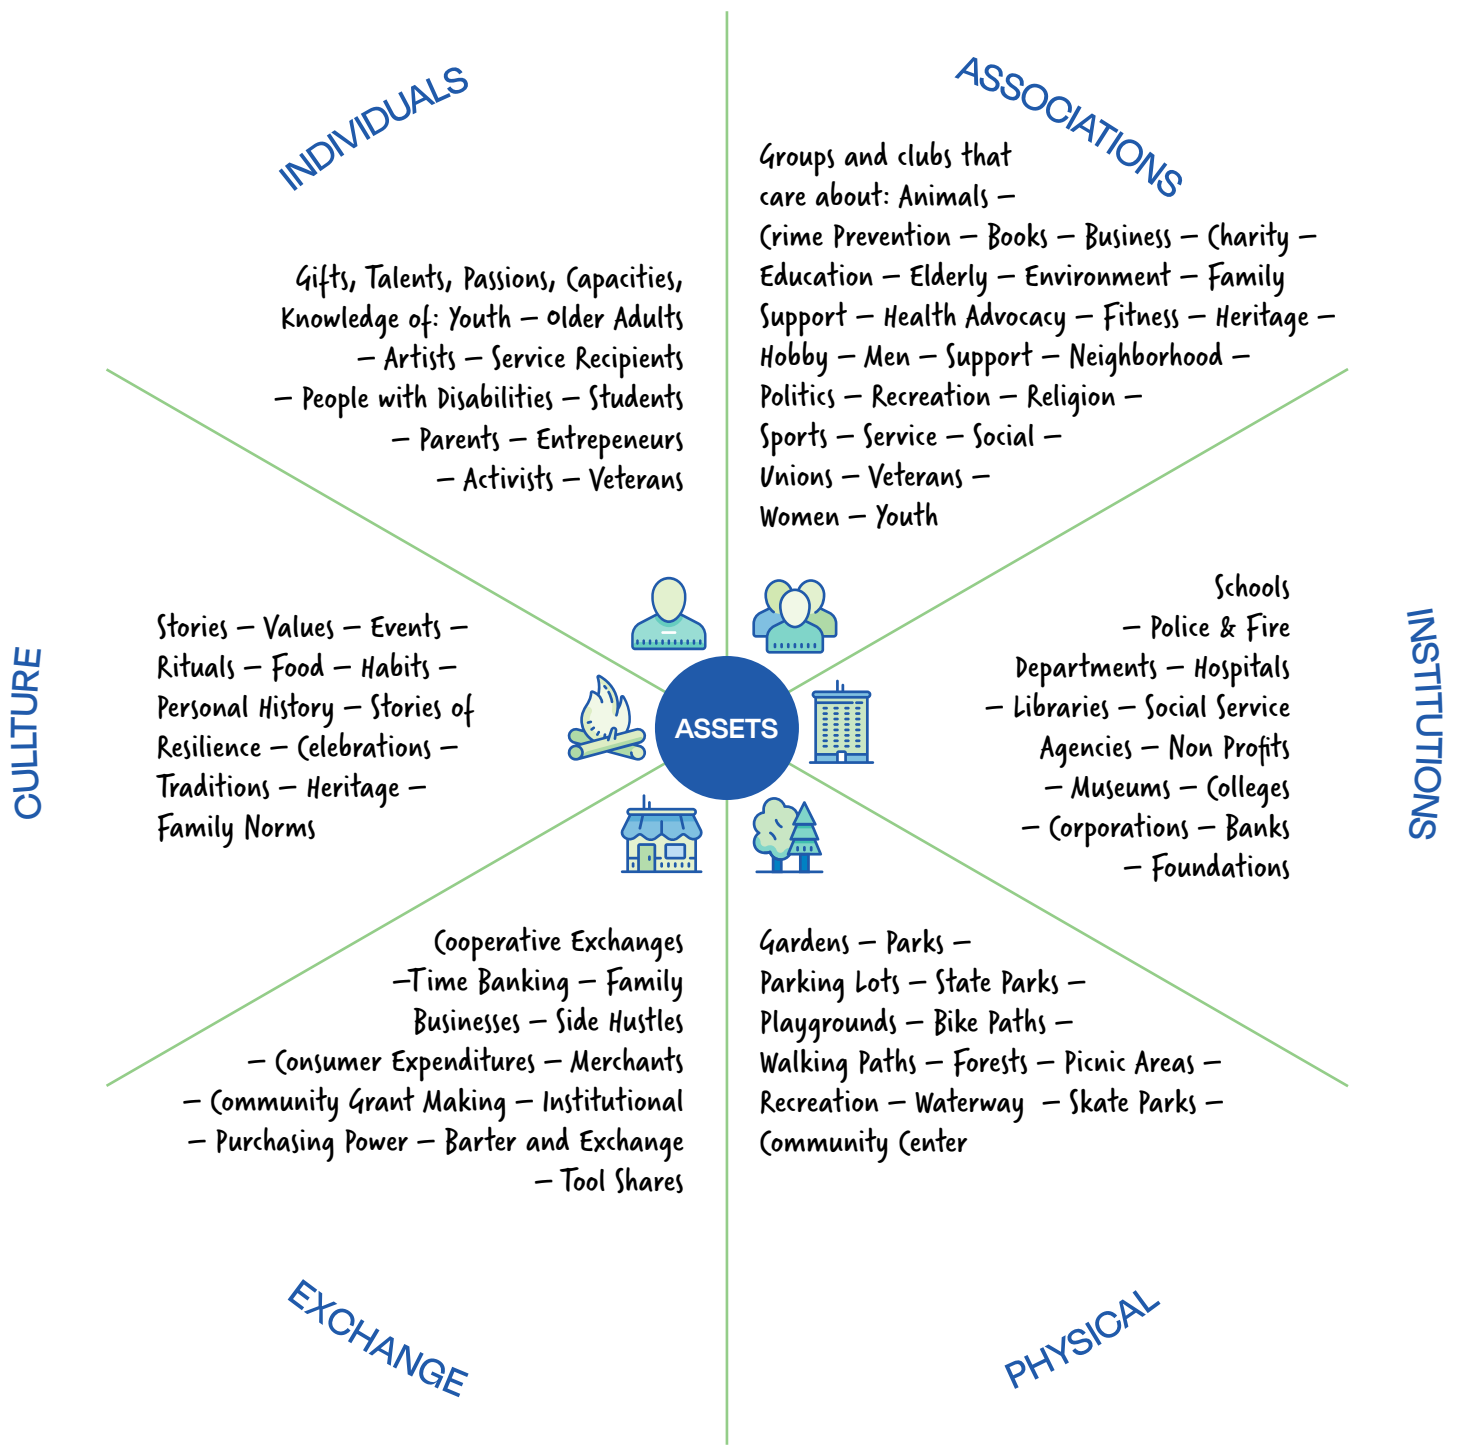 INDIVIDUALS
Gifts, Talents, Passions, Capacities,
Knowledge of: Youth – Older Adults
– Artists – Service Recipients
– People with Disabilities – Students
– Parents – Entrepeneurs
– Activists – Veterans
ASSOCIATIONS
Groups and clubs that
care about: Animals –
Crime Prevention – Books – Business – Charity –
Education – Elderly – Environment – Family
Support – Health Advocacy – Fitness – Heritage –
Hobby – Men – Support – Neighborhood –
Politics – Recreation – Religion –
Sports – Service – Social –
Unions – Veterans –
Women – Youth
CULLTURE
Stories – Values – Events –
Rituals – Food – Habits –
Personal History – Stories of
Resilience – Celebrations –
Traditions – Heritage –
Family Norms
ASSETS
INSTITUTIONS
Schools
– Police & Fire
Departments – Hospitals
– Libraries – Social Service
Agencies – Non Profits
– Museums – Colleges
– Corporations – Banks
– Foundations
EXCHANGE
Cooperative Exchanges
–Time Banking – Family
Businesses – Side Hustles
– Consumer Expenditures – Merchants
– Community Grant Making – Institutional
– Purchasing Power – Barter and Exchange
– Tool Shares
PHYSICAL
Gardens – Parks –
Parking Lots – State Parks –
Playgrounds – Bike Paths –
Walking Paths – Forests – Picnic Areas –
Recreation – Waterway – Skate Parks –
Community Center